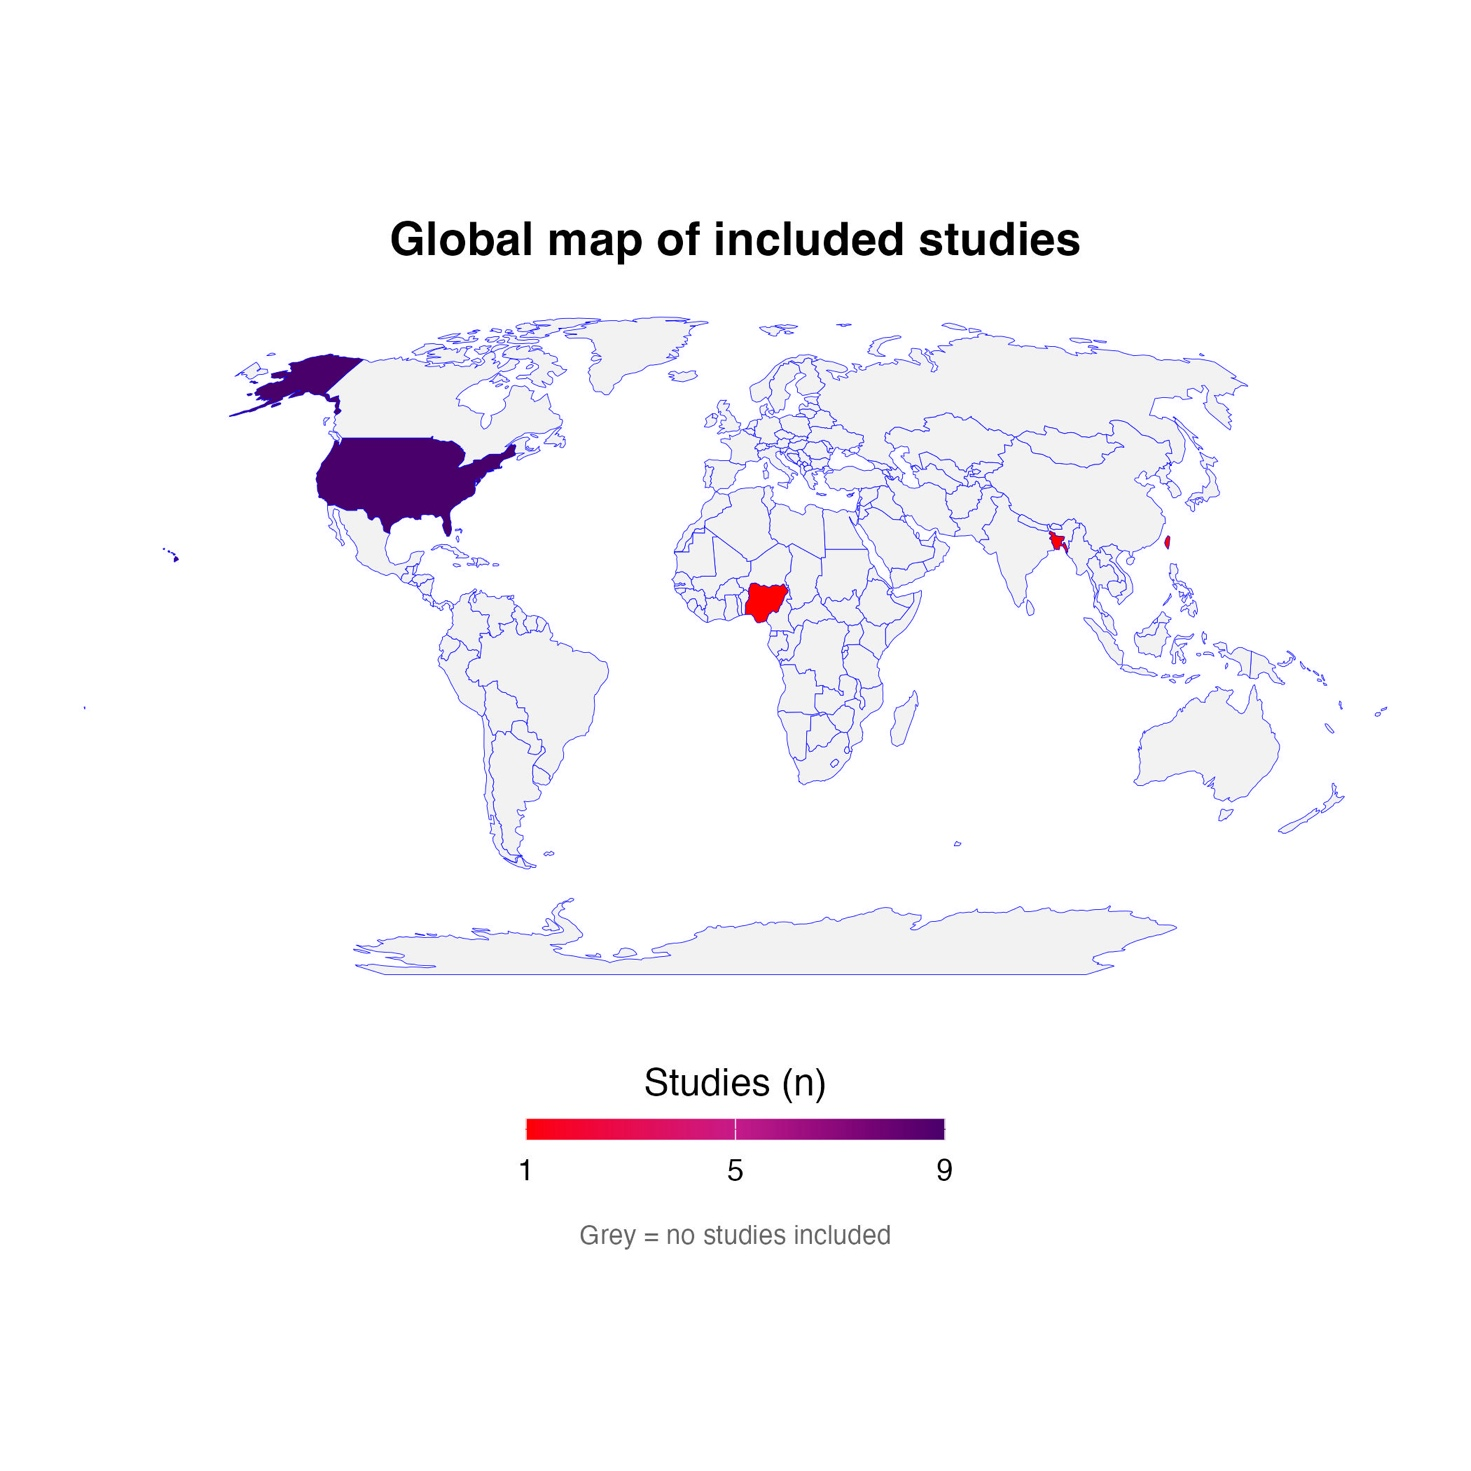 Global map of included studies
Studies (n)
1 5 9
Grey = no studies included